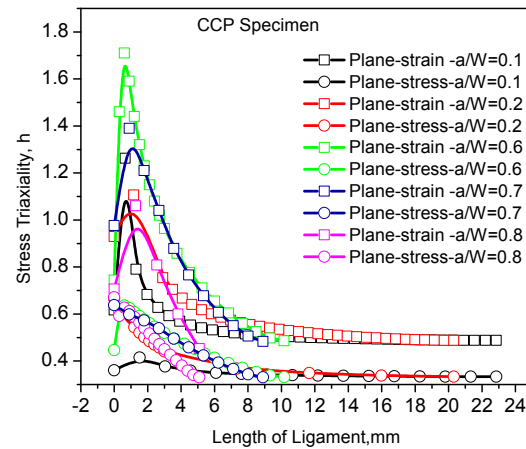 CCP Specimen
Plane-strain -a/W=0.1
Plane-stress-a/W=0.1
Plane-strain -a/W=0.2
Plane-stress-a/W=0.2
Plane-strain -a/W=0.6
Plane-stress-a/W=0.6
Plane-strain -a/W=0.7
Plane-stress-a/W=0.7
Plane-strain -a/W=0.8
Plane-stress-a/W=0.8
Stress Triaxiality, h
1.8
1.6
1.4
1.2
1.0
0.8
0.6
0.4
-2 0 2 4 6 8 10 12 14 16 18 20 22 24
Length of Ligament,mm